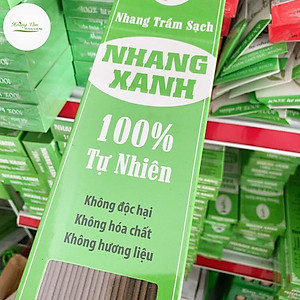 Nhang Trầm Sạch
NHANG
XANH
100%
Tự Nhiên
Không độc hại
Không hóa chất
Không hương liệu